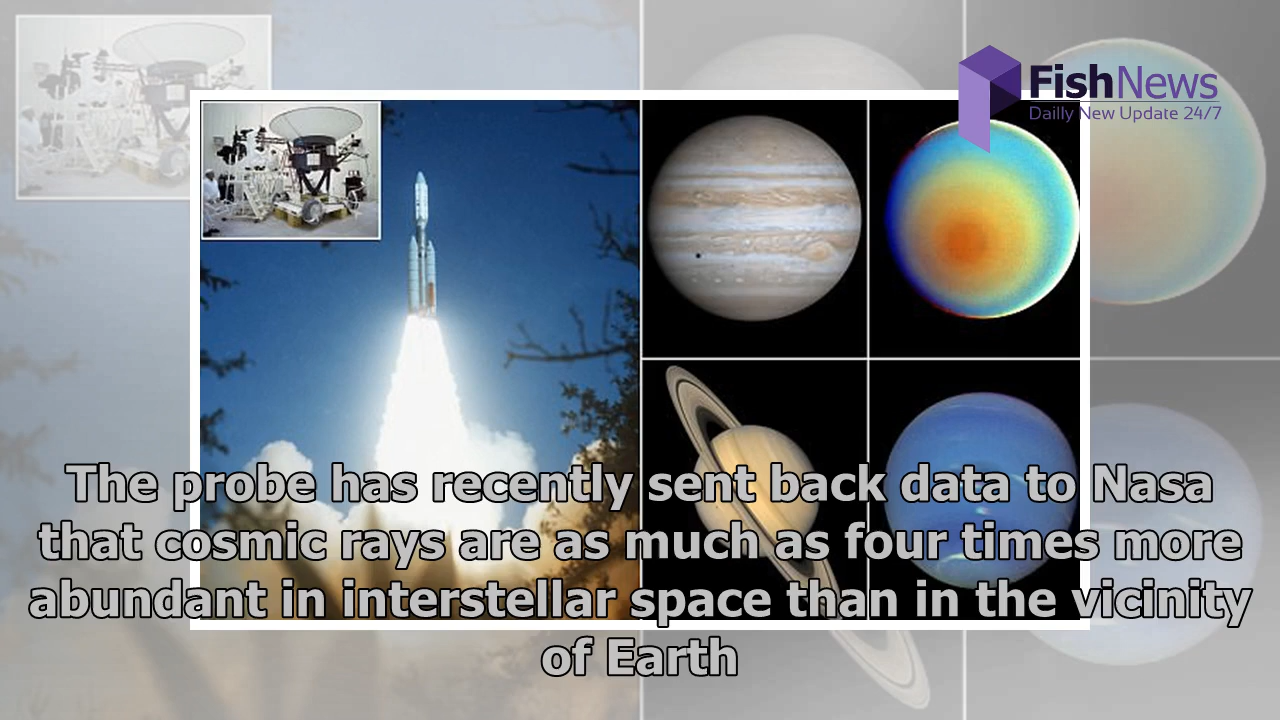 FishNews
Dailly New Update 24/7
The probe has recently sent back data to Nasa
that cosmic rays are as much as four times more
abundant in interstellar space than in the vicinity
of Earth